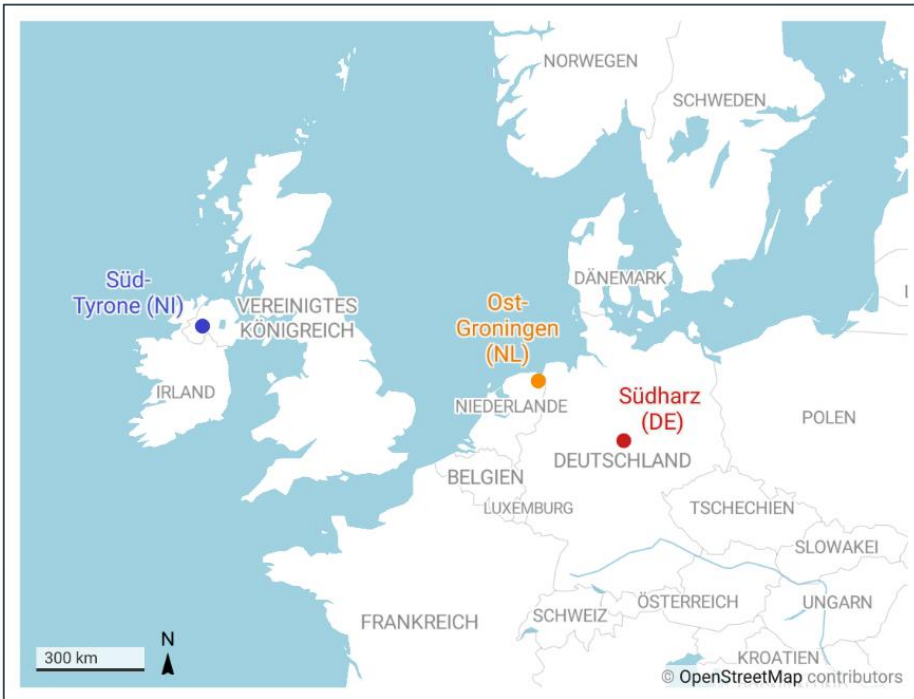 NORWEGEN
SCHWEDEN
DÄNEMARK
Süd-
Tyrone (NI)
VEREINIGTES
KÖNIGREICH
Ost-
Groningen
(NL)
IRLAND
NIEDERLANDE
Südharz
(DE)
POLEN
BELGIEN
DEUTSCHLAND
LUXEMBURG
TSCHECHIEN
SLOWAKEI
FRANKREICH
SCHWEIZ
ÖSTERREICH
UNGARN
KROATIEN
300 km
N
© OpenStreetMap contributors